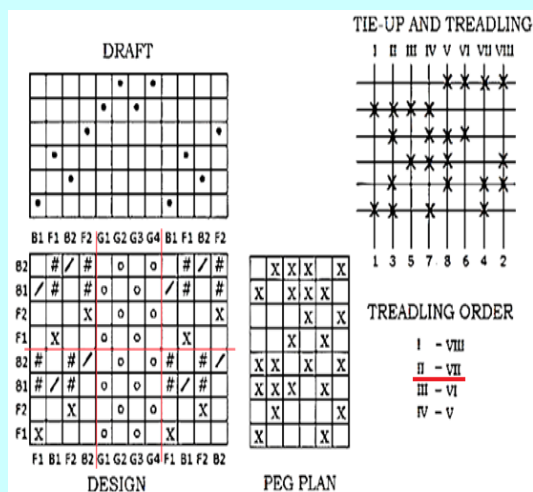 TIE-UP AND TREADLING
I II III IV V VI VII VIII
DRAFT
1 3 5 7 8 6 4 2
B1 F1 B2 F2 G1 G2 G3 G4 B1 F1 B2 F2
B2 # / # o o # / #
B1 / # # o o / # #
F2 X o o X
F1 X o o X
B2 # # / o o # # /
B1 # / # o o # / #
F2 X o o X
F1 X o o X
F1 B2 F2 B1 G1 G2 G3 G4 F1 B1 F2 B2
DESIGN
X X X X
X X X X
X X
X X
X X X X
X X X X
X X
X X
PEG PLAN
TREADLING ORDER
I – VIII
II – VII
III – VI
IV – V